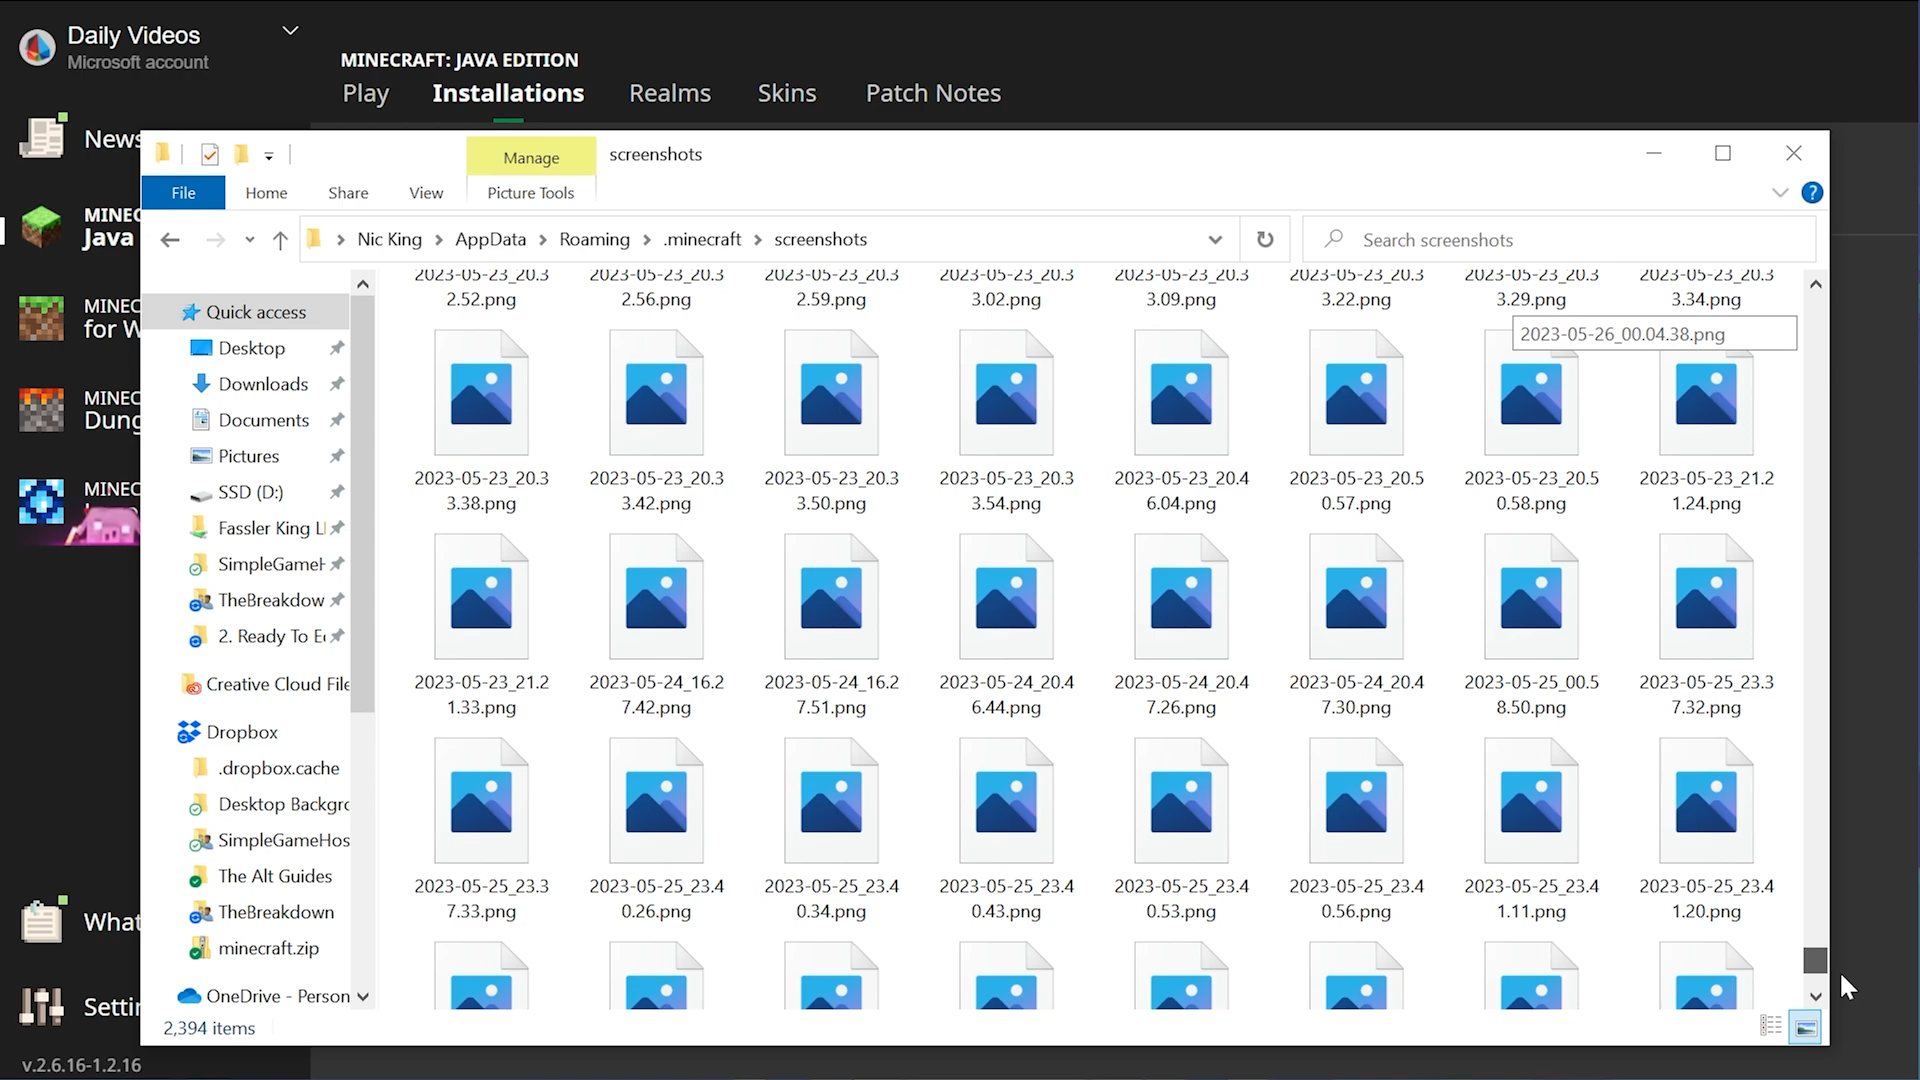 Daily Videos
Microsoft account
MINECRAFT: JAVA EDITION
Play Installations Realms Skins Patch Notes
News
MINEC
Java
MINEC
for W
MINEC
Dung
MINEC
What
Settin
v.2.6.16-1.2.16
Manage screenshots
File Home Share View Picture Tools
Nic King AppData Roaming .minecraft screenshots
Search screenshots
Quick access
Desktop
Downloads
Documents
Pictures
SSD (D:)
Fassler King Ll
SimpleGameH
TheBreakdow
2. Ready To Ec
Creative Cloud File
Dropbox
.dropbox.cache
Desktop Backgro
SimpleGameHos
The Alt Guides
TheBreakdown
minecraft.zip
OneDrive - Person
2023-05-23_20.3 2023-05-23_20.3 2023-05-23_20.3 2023-05-23_20.3 2023-05-23_20.3 2023-05-23_20.3 2023-05-23_20.3 2023-05-23_20.3
2.52.png 2.56.png 2.59.png 3.02.png 3.09.png 3.22.png 3.29.png 3.34.png
2023-05-26_00.04.38.png
2023-05-23_20.3 2023-05-23_20.3 2023-05-23_20.3 2023-05-23_20.3 2023-05-23_20.4 2023-05-23_20.5 2023-05-23_20.5 2023-05-23_21.2
3.38.png 3.42.png 3.50.png 3.54.png 6.04.png 0.57.png 0.58.png 1.24.png
2023-05-23_21.2 2023-05-24_16.2 2023-05-24_16.2 2023-05-24_20.4 2023-05-24_20.4 2023-05-24_20.4 2023-05-25_00.5 2023-05-25_23.3
1.33.png 7.42.png 7.51.png 6.44.png 7.26.png 7.30.png 8.50.png 7.32.png
2023-05-25_23.3 2023-05-25_23.4 2023-05-25_23.4 2023-05-25_23.4 2023-05-25_23.4 2023-05-25_23.4 2023-05-25_23.4 2023-05-25_23.4
7.33.png 0.26.png 0.34.png 0.43.png 0.53.png 0.56.png 1.11.png 1.20.png
2,394 items